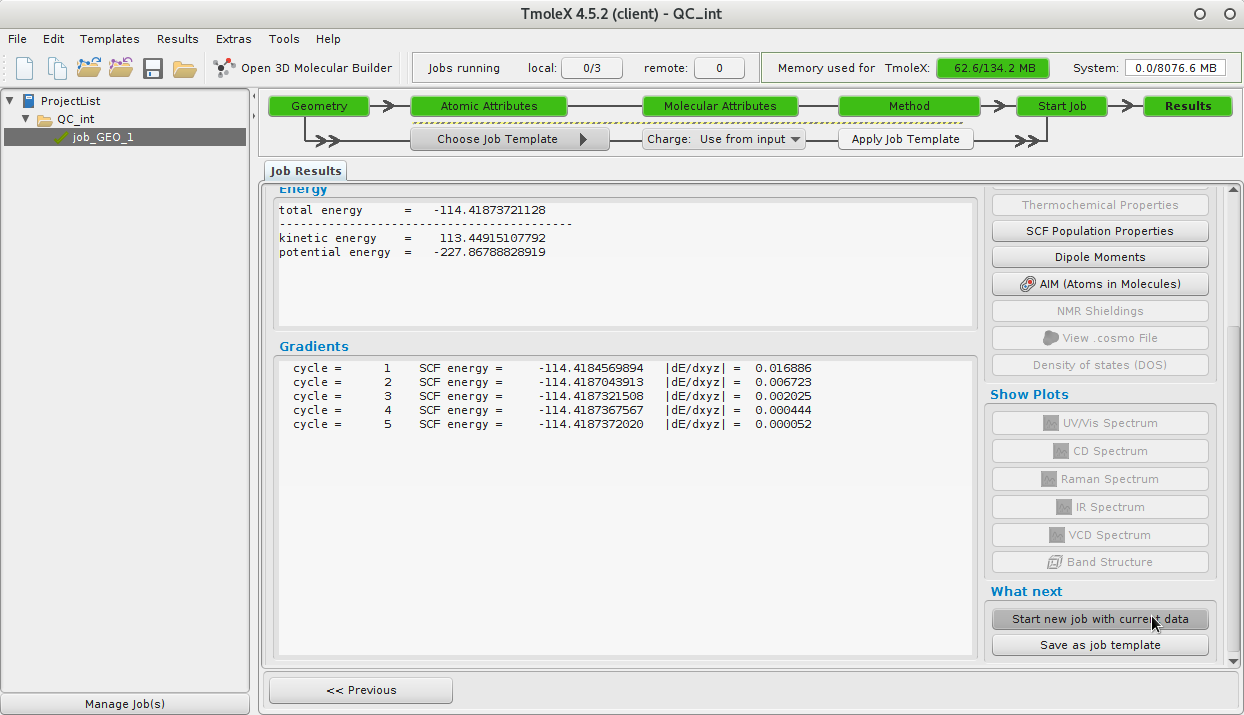 TmoleX 4.5.2 (client) - QC_int
File Edit Templates Results Extras Tools Help
Open 3D Molecular Builder Jobs running local: 0/3 remote: 0 Memory used for TmoleX: 62.6/134.2 MB System: 0.0/8076.6 MB
ProjectList
QC_int
job_GEO_1
Manage Job(s)
Geometry Atomic Attributes Molecular Attributes Method Start Job Results
Choose Job Template Charge: Use from input Apply Job Template
Job Results
Energy
total energy = -114.41873721128
------------------------------------------
kinetic energy = 113.44915107792
potential energy = -227.86788828919
Gradients
cycle = 1 SCF energy = -114.4184569894 |dE/dxyz| = 0.016886
cycle = 2 SCF energy = -114.4187043913 |dE/dxyz| = 0.006723
cycle = 3 SCF energy = -114.4187321508 |dE/dxyz| = 0.002025
cycle = 4 SCF energy = -114.4187367567 |dE/dxyz| = 0.000444
cycle = 5 SCF energy = -114.4187372020 |dE/dxyz| = 0.000052
Thermochemical Properties
SCF Population Properties
Dipole Moments
AIM (Atoms in Molecules)
NMR Shieldings
View .cosmo File
Density of states (DOS)
Show Plots
UV/Vis Spectrum
CD Spectrum
Raman Spectrum
IR Spectrum
VCD Spectrum
Band Structure
What next
Start new job with current data
Save as job template
<< Previous